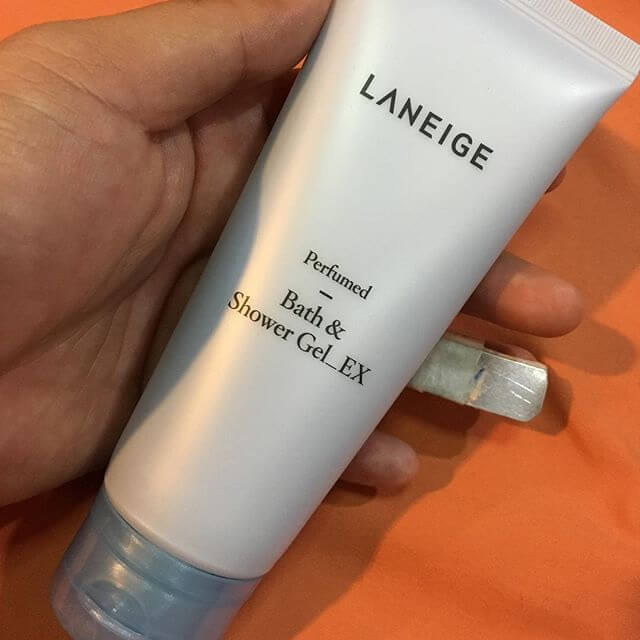 LANEIGE
Perfumed
Bath &
Shower Gel_EX